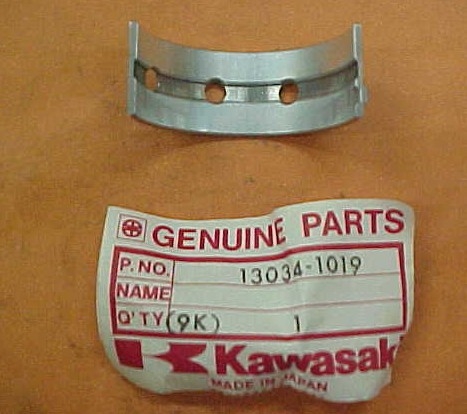 GENUINE PARTS
P.NO. 13034-1019
NAME
Q'TY (9K) 1
Kawasaki
MADE IN JAPAN